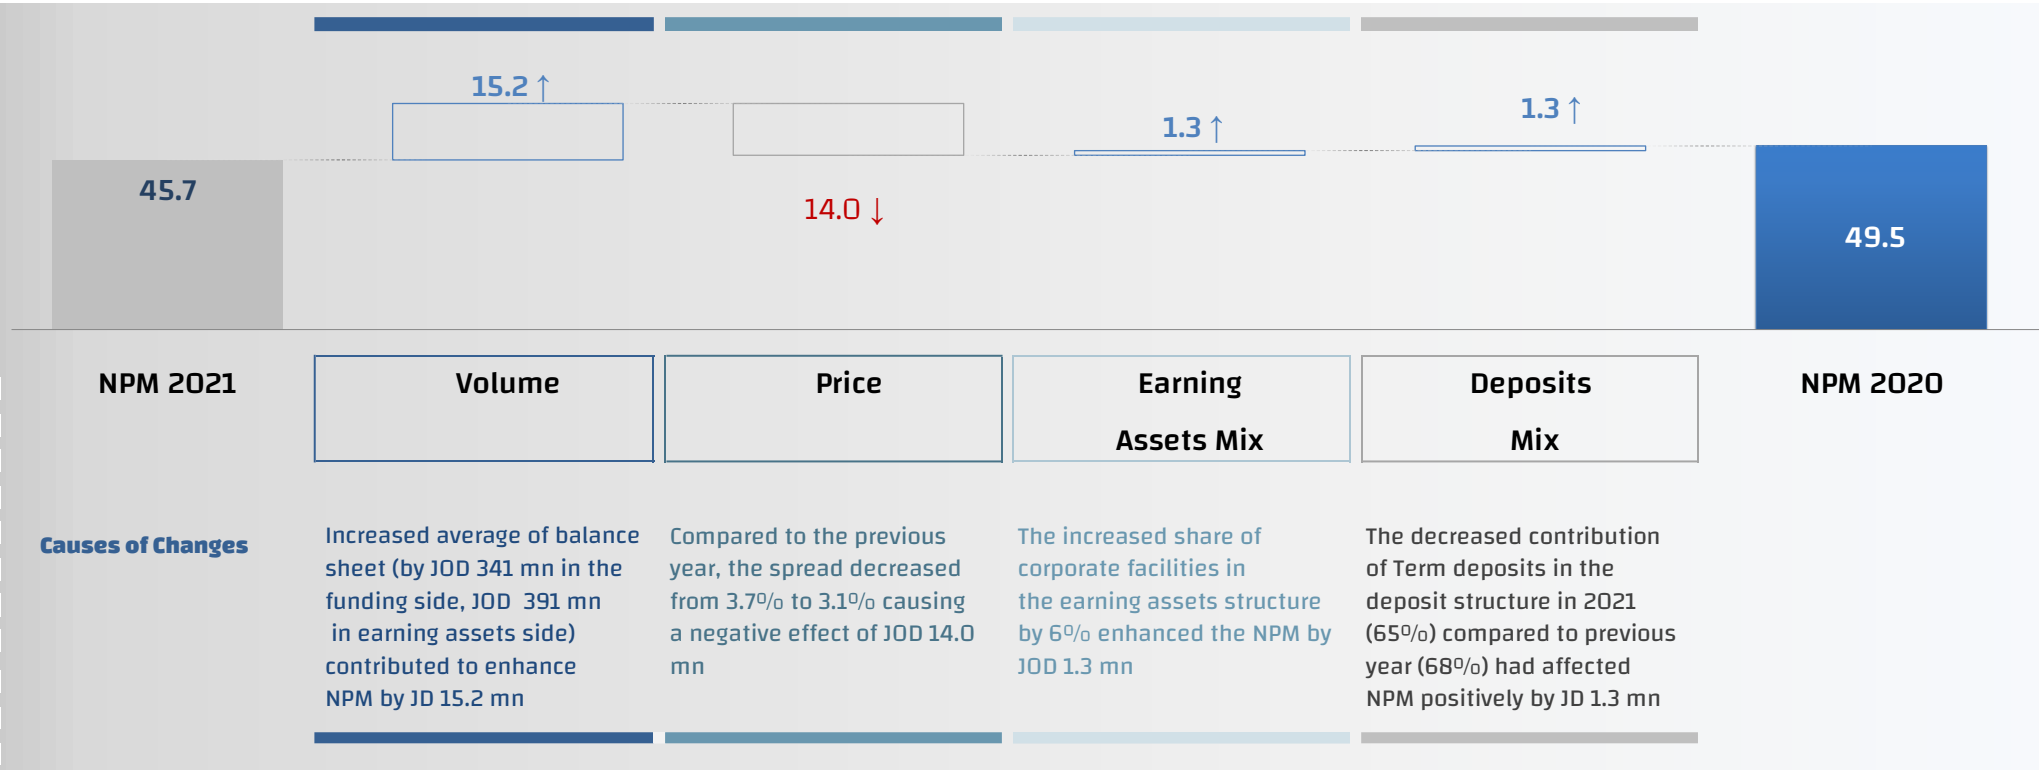 15.2 ↑
1.3 ↑
1.3 ↑
45.7
14.0 ↓
49.5
NPM 2021
Volume
Price
Earning
Assets Mix
Deposits
Mix
NPM 2020
Causes of Changes
Increased average of balance
sheet (by JOD 341 mn in the
funding side, JOD 391 mn
in earning assets side)
contributed to enhance
NPM by JD 15.2 mn
Compared to the previous
year, the spread decreased
from 3.7% to 3.1% causing
a negative effect of JOD 14.0
mn
The increased share of
corporate facilities in
the earning assets structure
by 6% enhanced the NPM by
JOD 1.3 mn
The decreased contribution
of Term deposits in the
deposit structure in 2021
(65%) compared to previous
year (68%) had affected
NPM positively by JD 1.3 mn